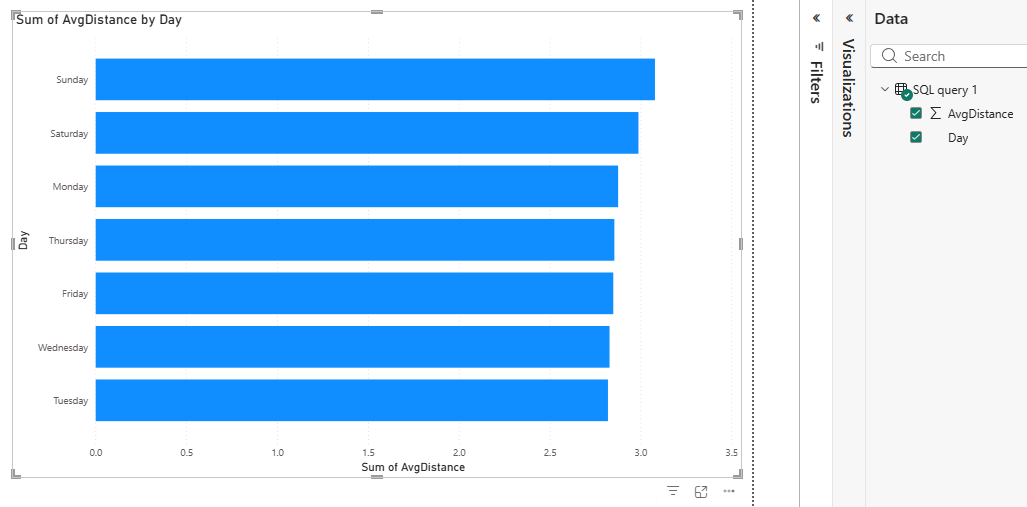 Sum of AvgDistance by Day
Sunday
Saturday
Monday
Thursday
Friday
Wednesday
Tuesday
Day
0.0 0.5 1.0 1.5 2.0 2.5 3.0 3.5
Sum of AvgDistance
Filters
Visualizations
Data
Search
SQL query 1
AvgDistance
Day